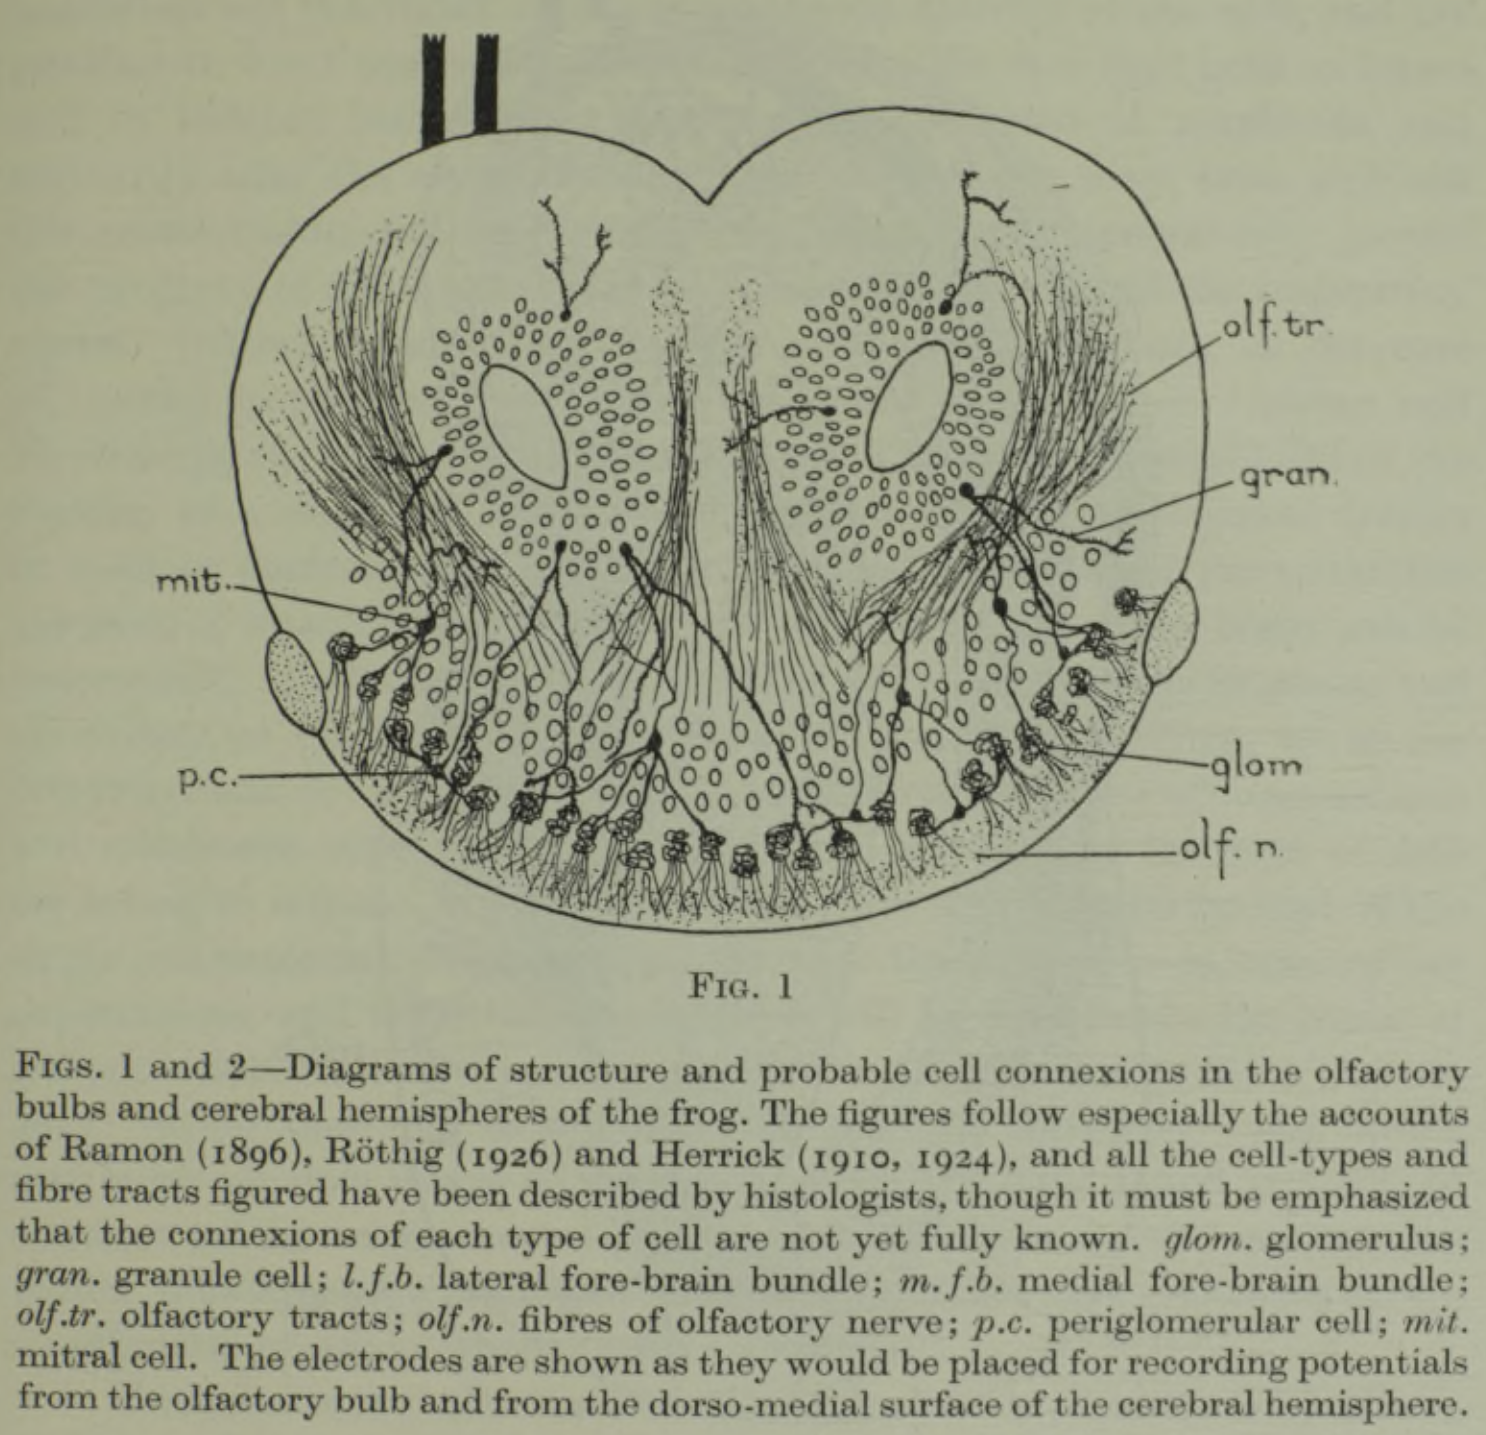 olf.tr.
gran.
mit.
p.c.
glom
olf. n.
FIG. 1
FIGS. 1 and 2—Diagrams of structure and probable cell connexions in the olfactory
bulbs and cerebral hemispheres of the frog. The figures follow especially the accounts
of Ramon (1896), Röthig (1926) and Herrick (1910, 1924), and all the cell-types and
fibre tracts figured have been described by histologists, though it must be emphasized
that the connexions of each type of cell are not yet fully known. glom. glomerulus;
gran. granule cell; l.f.b. lateral fore-brain bundle; m.f.b. medial fore-brain bundle;
olf.tr. olfactory tracts; olf.n. fibres of olfactory nerve; p.c. periglomerular cell; mit.
mitral cell. The electrodes are shown as they would be placed for recording potentials
from the olfactory bulb and from the dorso-medial surface of the cerebral hemisphere.